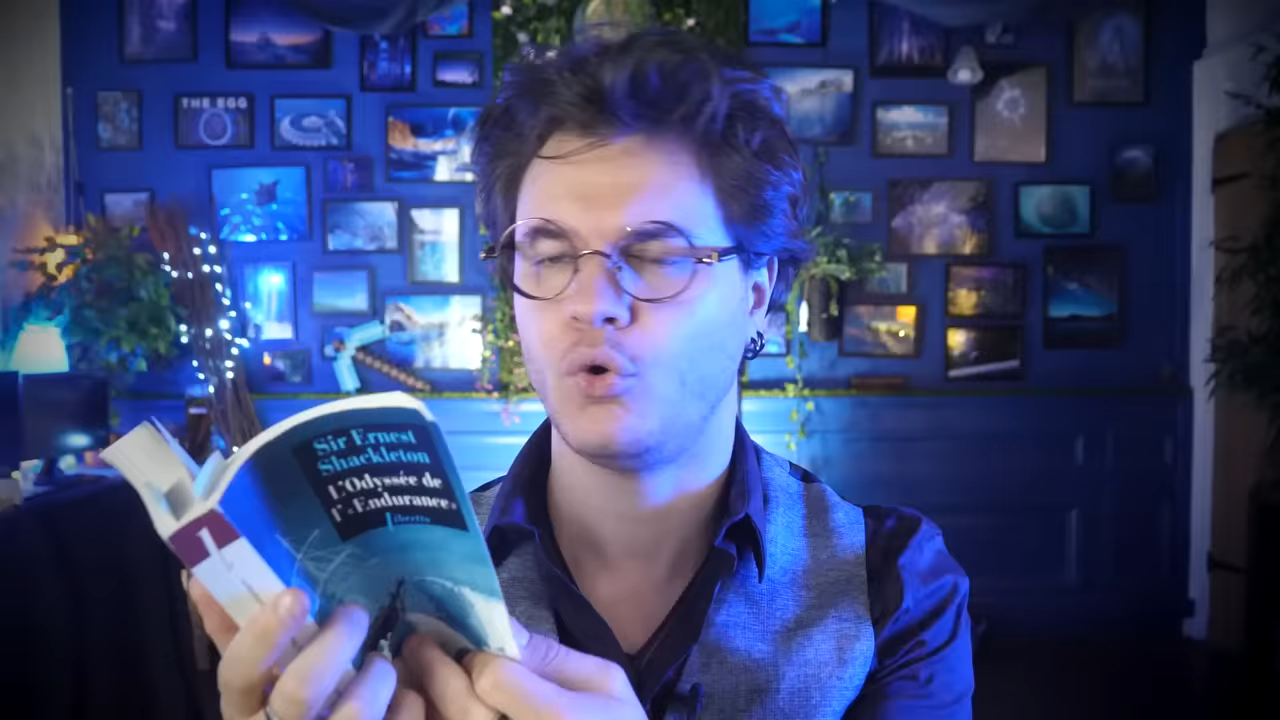 THE EGG
Sir Ernest
Shackleton
L'Odyssée de
l'«Endurance»
libretto